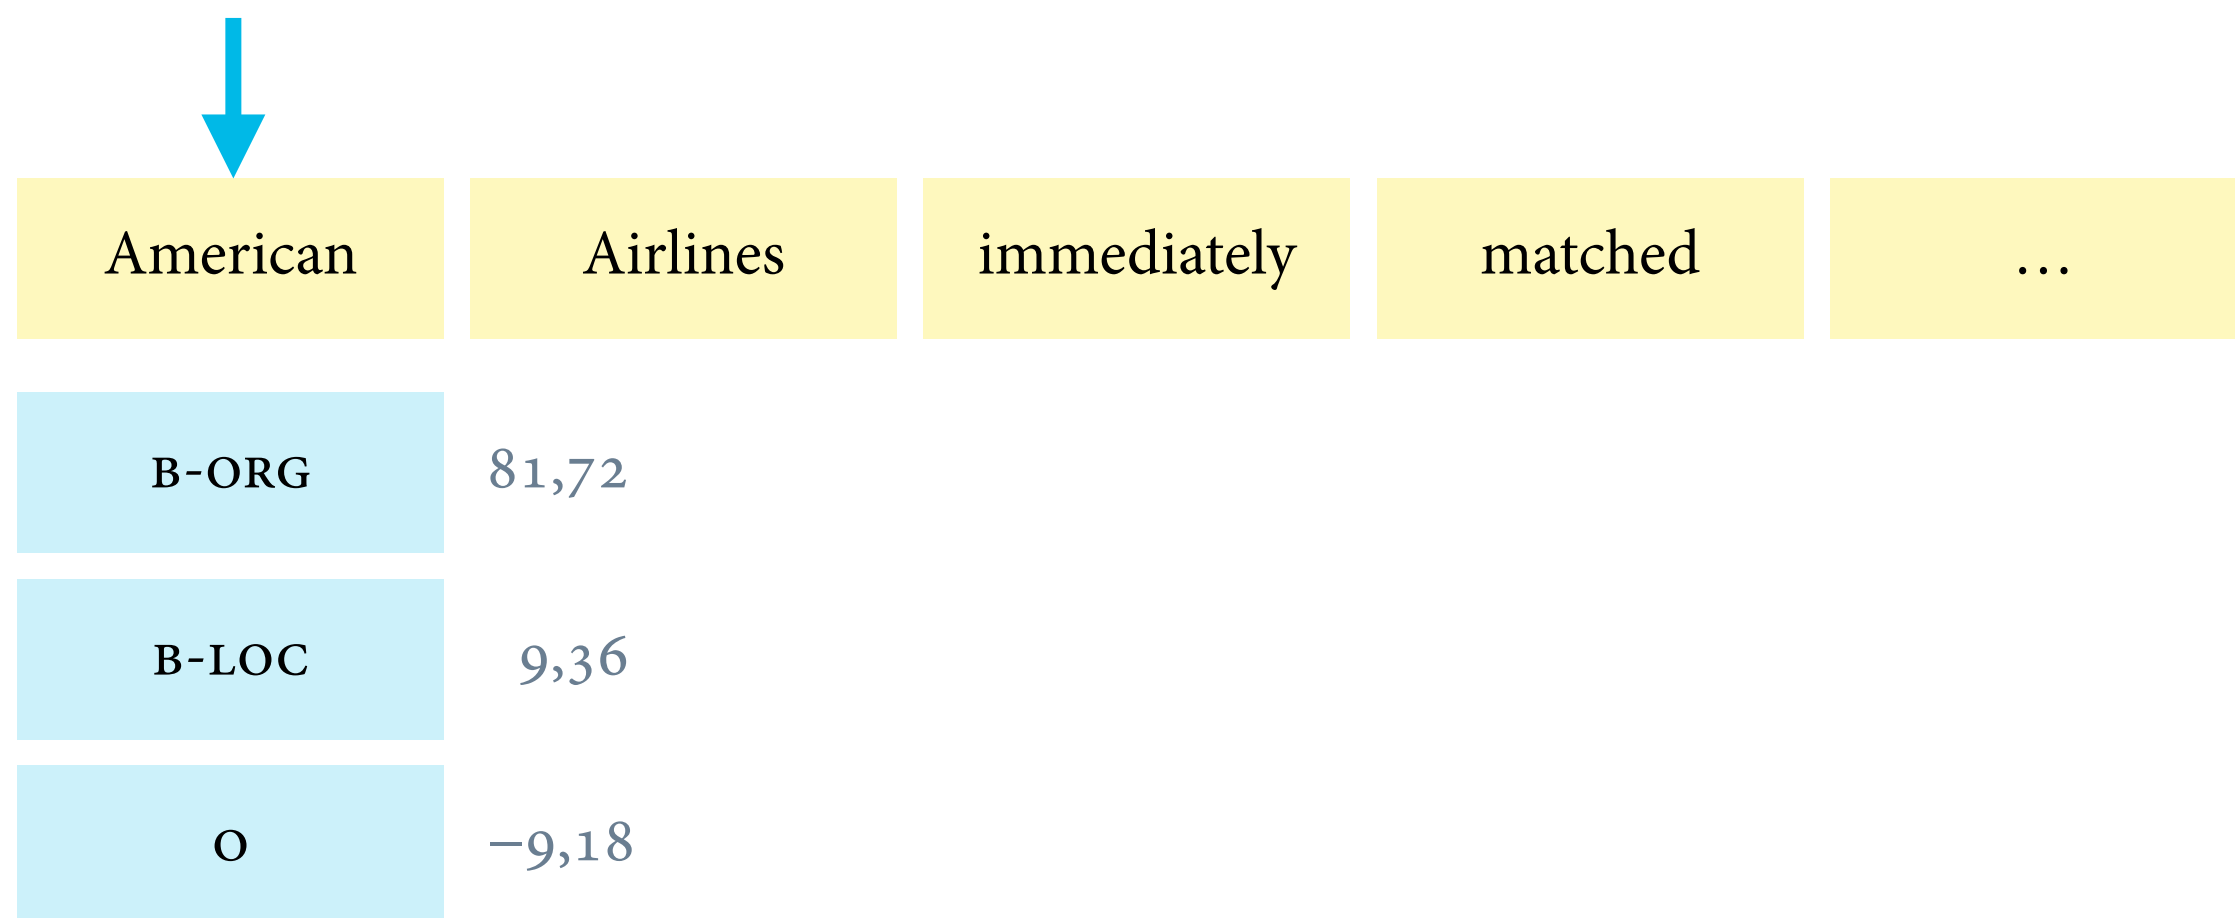 American Airlines immediately matched ...
B-ORG 81,72
B-LOC 9,36
O −9,18